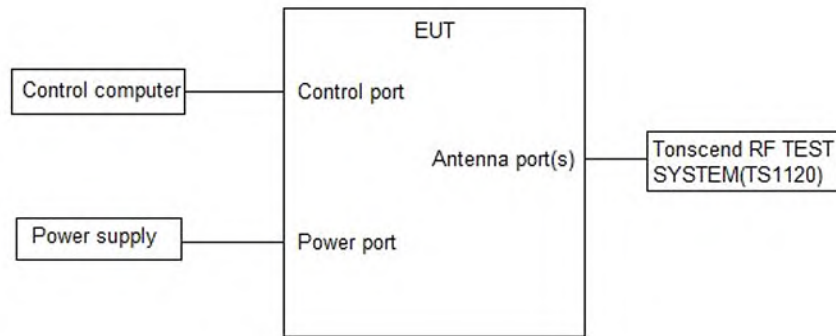 EUT
Control computer
Control port
Antenna port(s)
Tonscend RF TEST
SYSTEM(TS1120)
Power supply
Power port